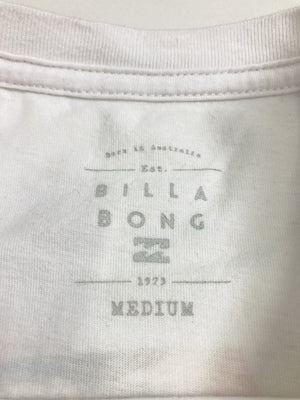 Born in Australia
Est.
BILLA
BONG
1973
MEDIUM